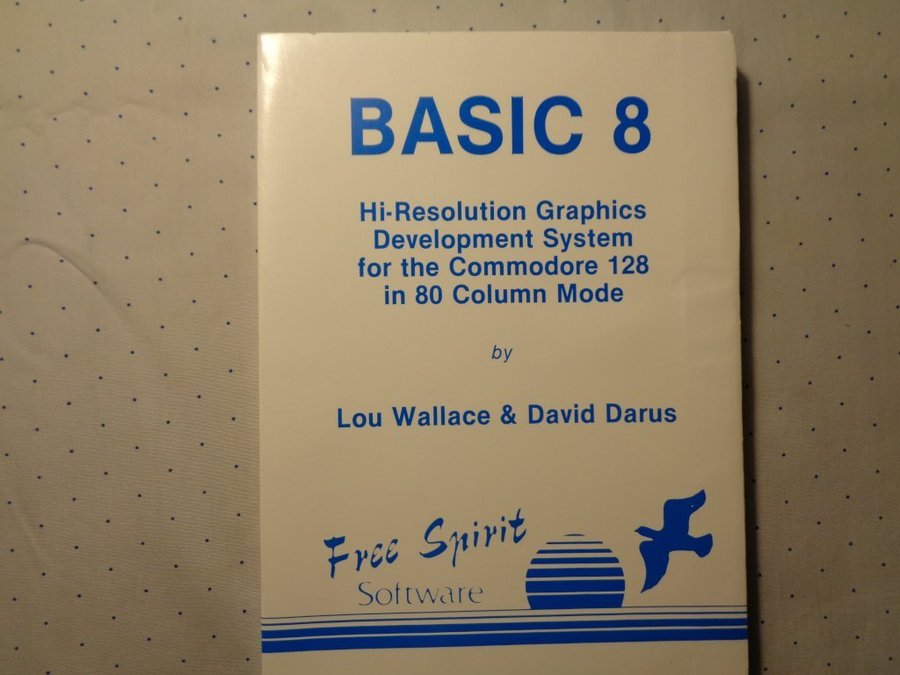 BASIC 8
Hi-Resolution Graphics
Development System
for the Commodore 128
in 80 Column Mode
by
Lou Wallace & David Darus
Free Spirit
Software